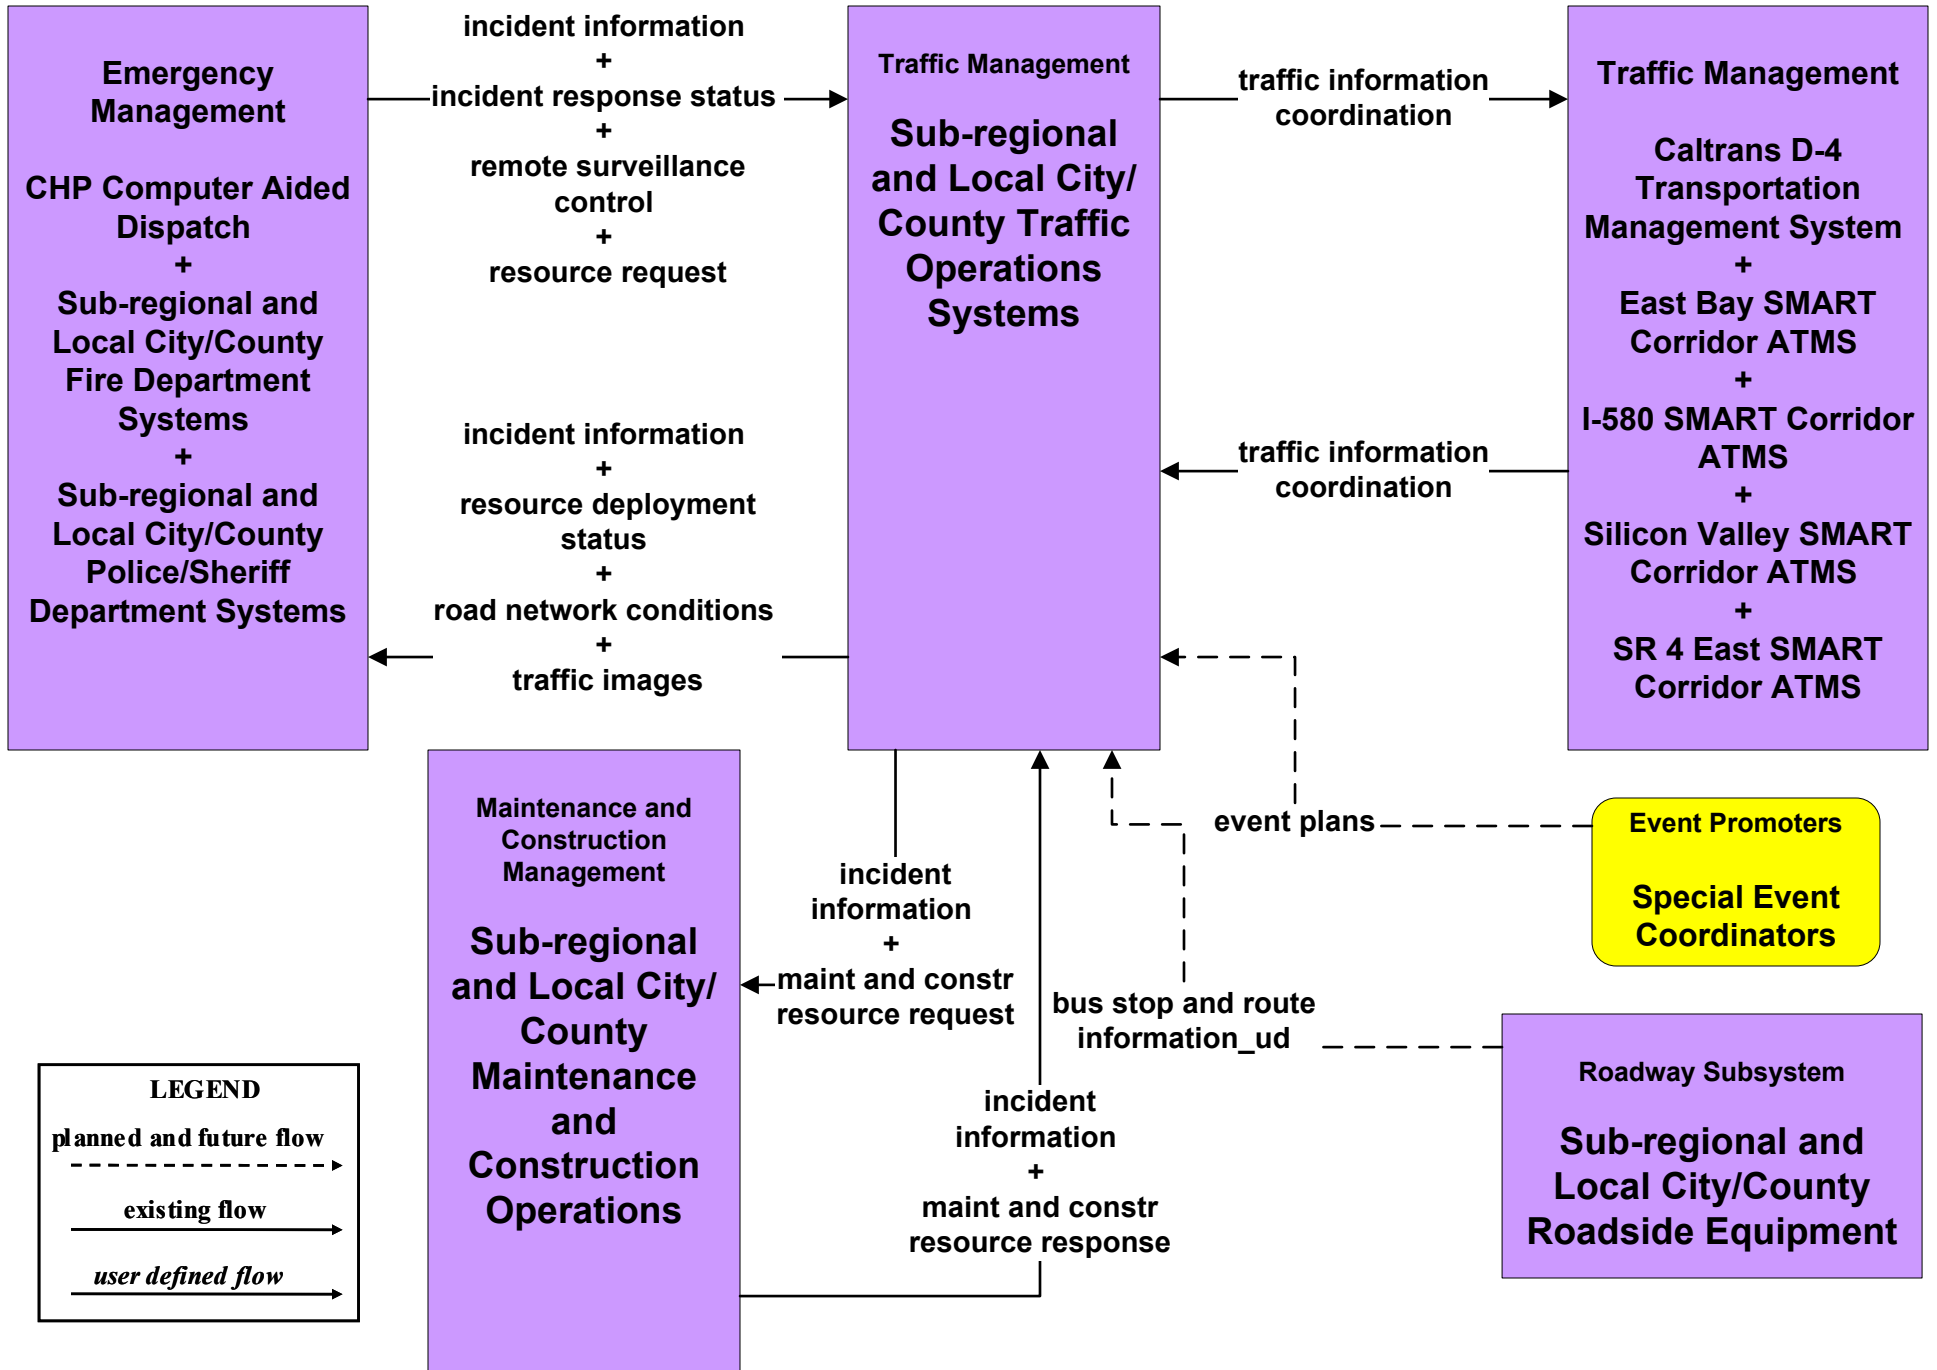 Emergency
Management
CHP Computer Aided
Dispatch
+
Sub-regional and
Local City/County
Fire Department
Systems
+
Sub-regional and
Local City/County
Police/Sheriff
Department Systems
incident information
+
incident response status
+
remote surveillance
control
+
resource request
incident information
+
resource deployment
status
+
road network conditions
+
traffic images
Traffic Management
Sub-regional
and Local City/
County Traffic
Operations
Systems
traffic information
coordination
traffic information
coordination
Traffic Management
Caltrans D-4
Transportation
Management System
+
East Bay SMART
Corridor ATMS
+
I-580 SMART Corridor
ATMS
+
Silicon Valley SMART
Corridor ATMS
+
SR 4 East SMART
Corridor ATMS
Maintenance and
Construction
Management
Sub-regional
and Local City/
County
Maintenance
and
Construction
Operations
incident
information
+
maint and constr
resource request
incident
information
+
maint and constr
resource response
event plans
Event Promoters
Special Event
Coordinators
bus stop and route
information_ud
Roadway Subsystem
Sub-regional and
Local City/County
Roadside Equipment
LEGEND
planned and future flow
existing flow
user defined flow